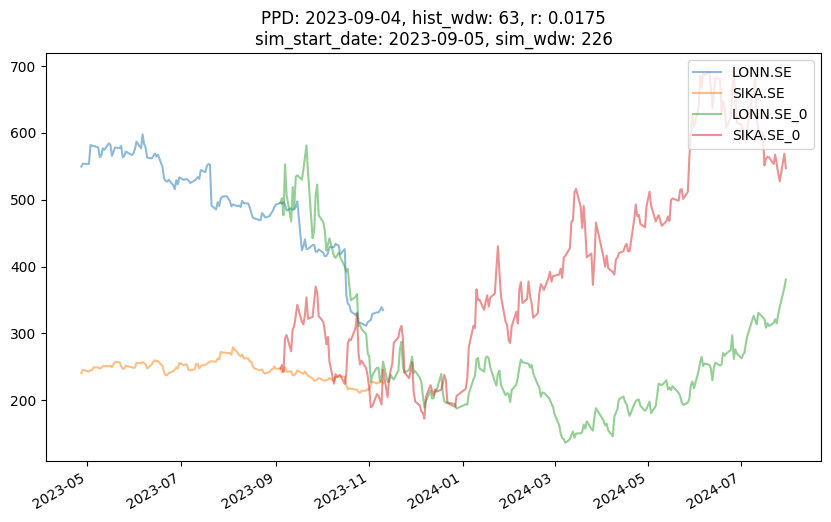 PPD: 2023-09-04, hist_wdw: 63, r: 0.0175
sim_start_date: 2023-09-05, sim_wdw: 226
LONN.SE
SIKA.SE
LONN.SE_0
SIKA.SE_0
700
600
500
400
300
200
2023-05
2023-07
2023-09
2023-11
2024-01
2024-03
2024-05
2024-07